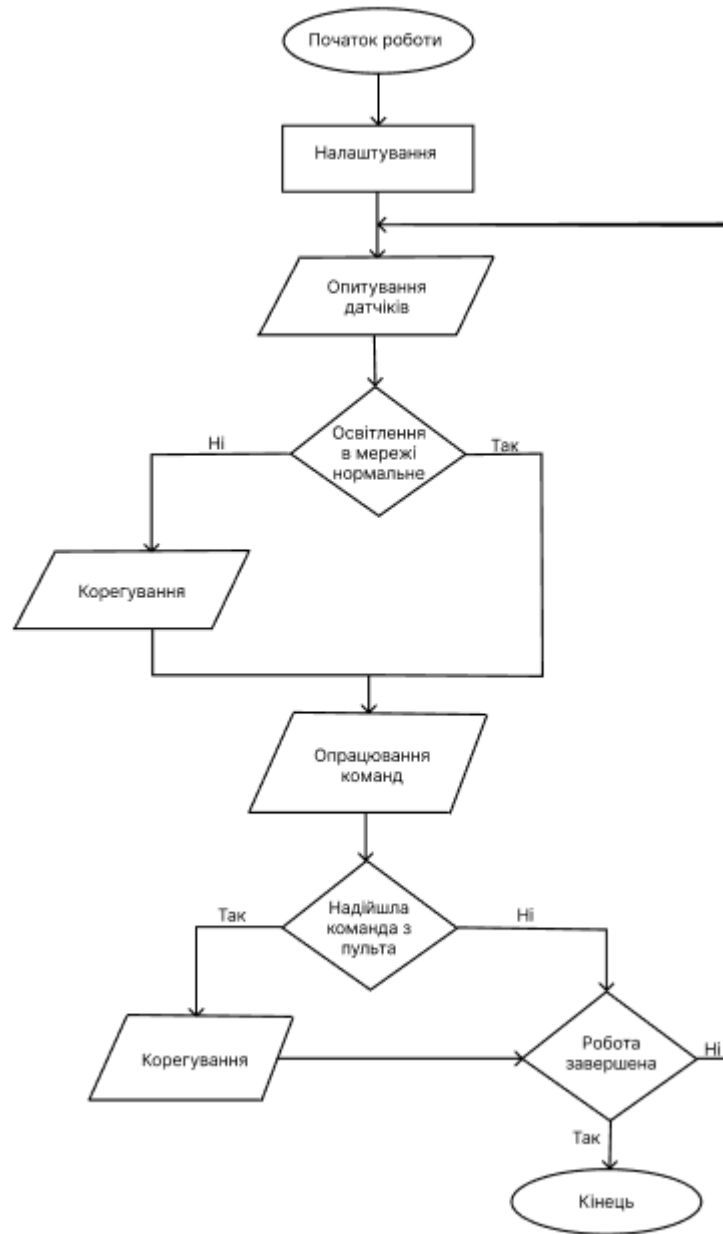 Початок роботи
Налаштування
Опитування
датчіків
Освітлення
в мережі
нормальне
Ні
Так
Корегування
Опрацювання
команд
Надійшла
команда з
пульта
Так
Ні
Корегування
Робота
завершена
Ні
Так
Кінець